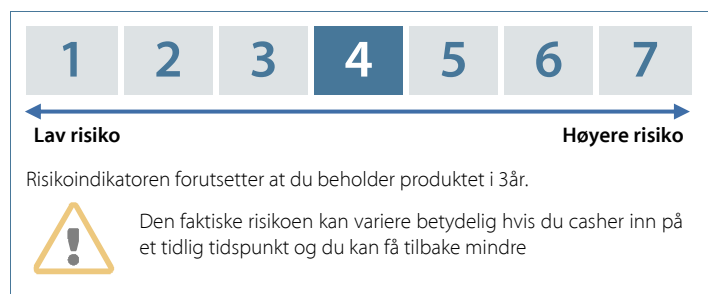 1 2 3 4 5 6 7
Lav risiko Høyere risiko
Risikoindikatoren forutsetter at du beholder produktet i 3år.
Den faktiske risikoen kan variere betydelig hvis du casher inn på
et tidlig tidspunkt og du kan få tilbake mindre